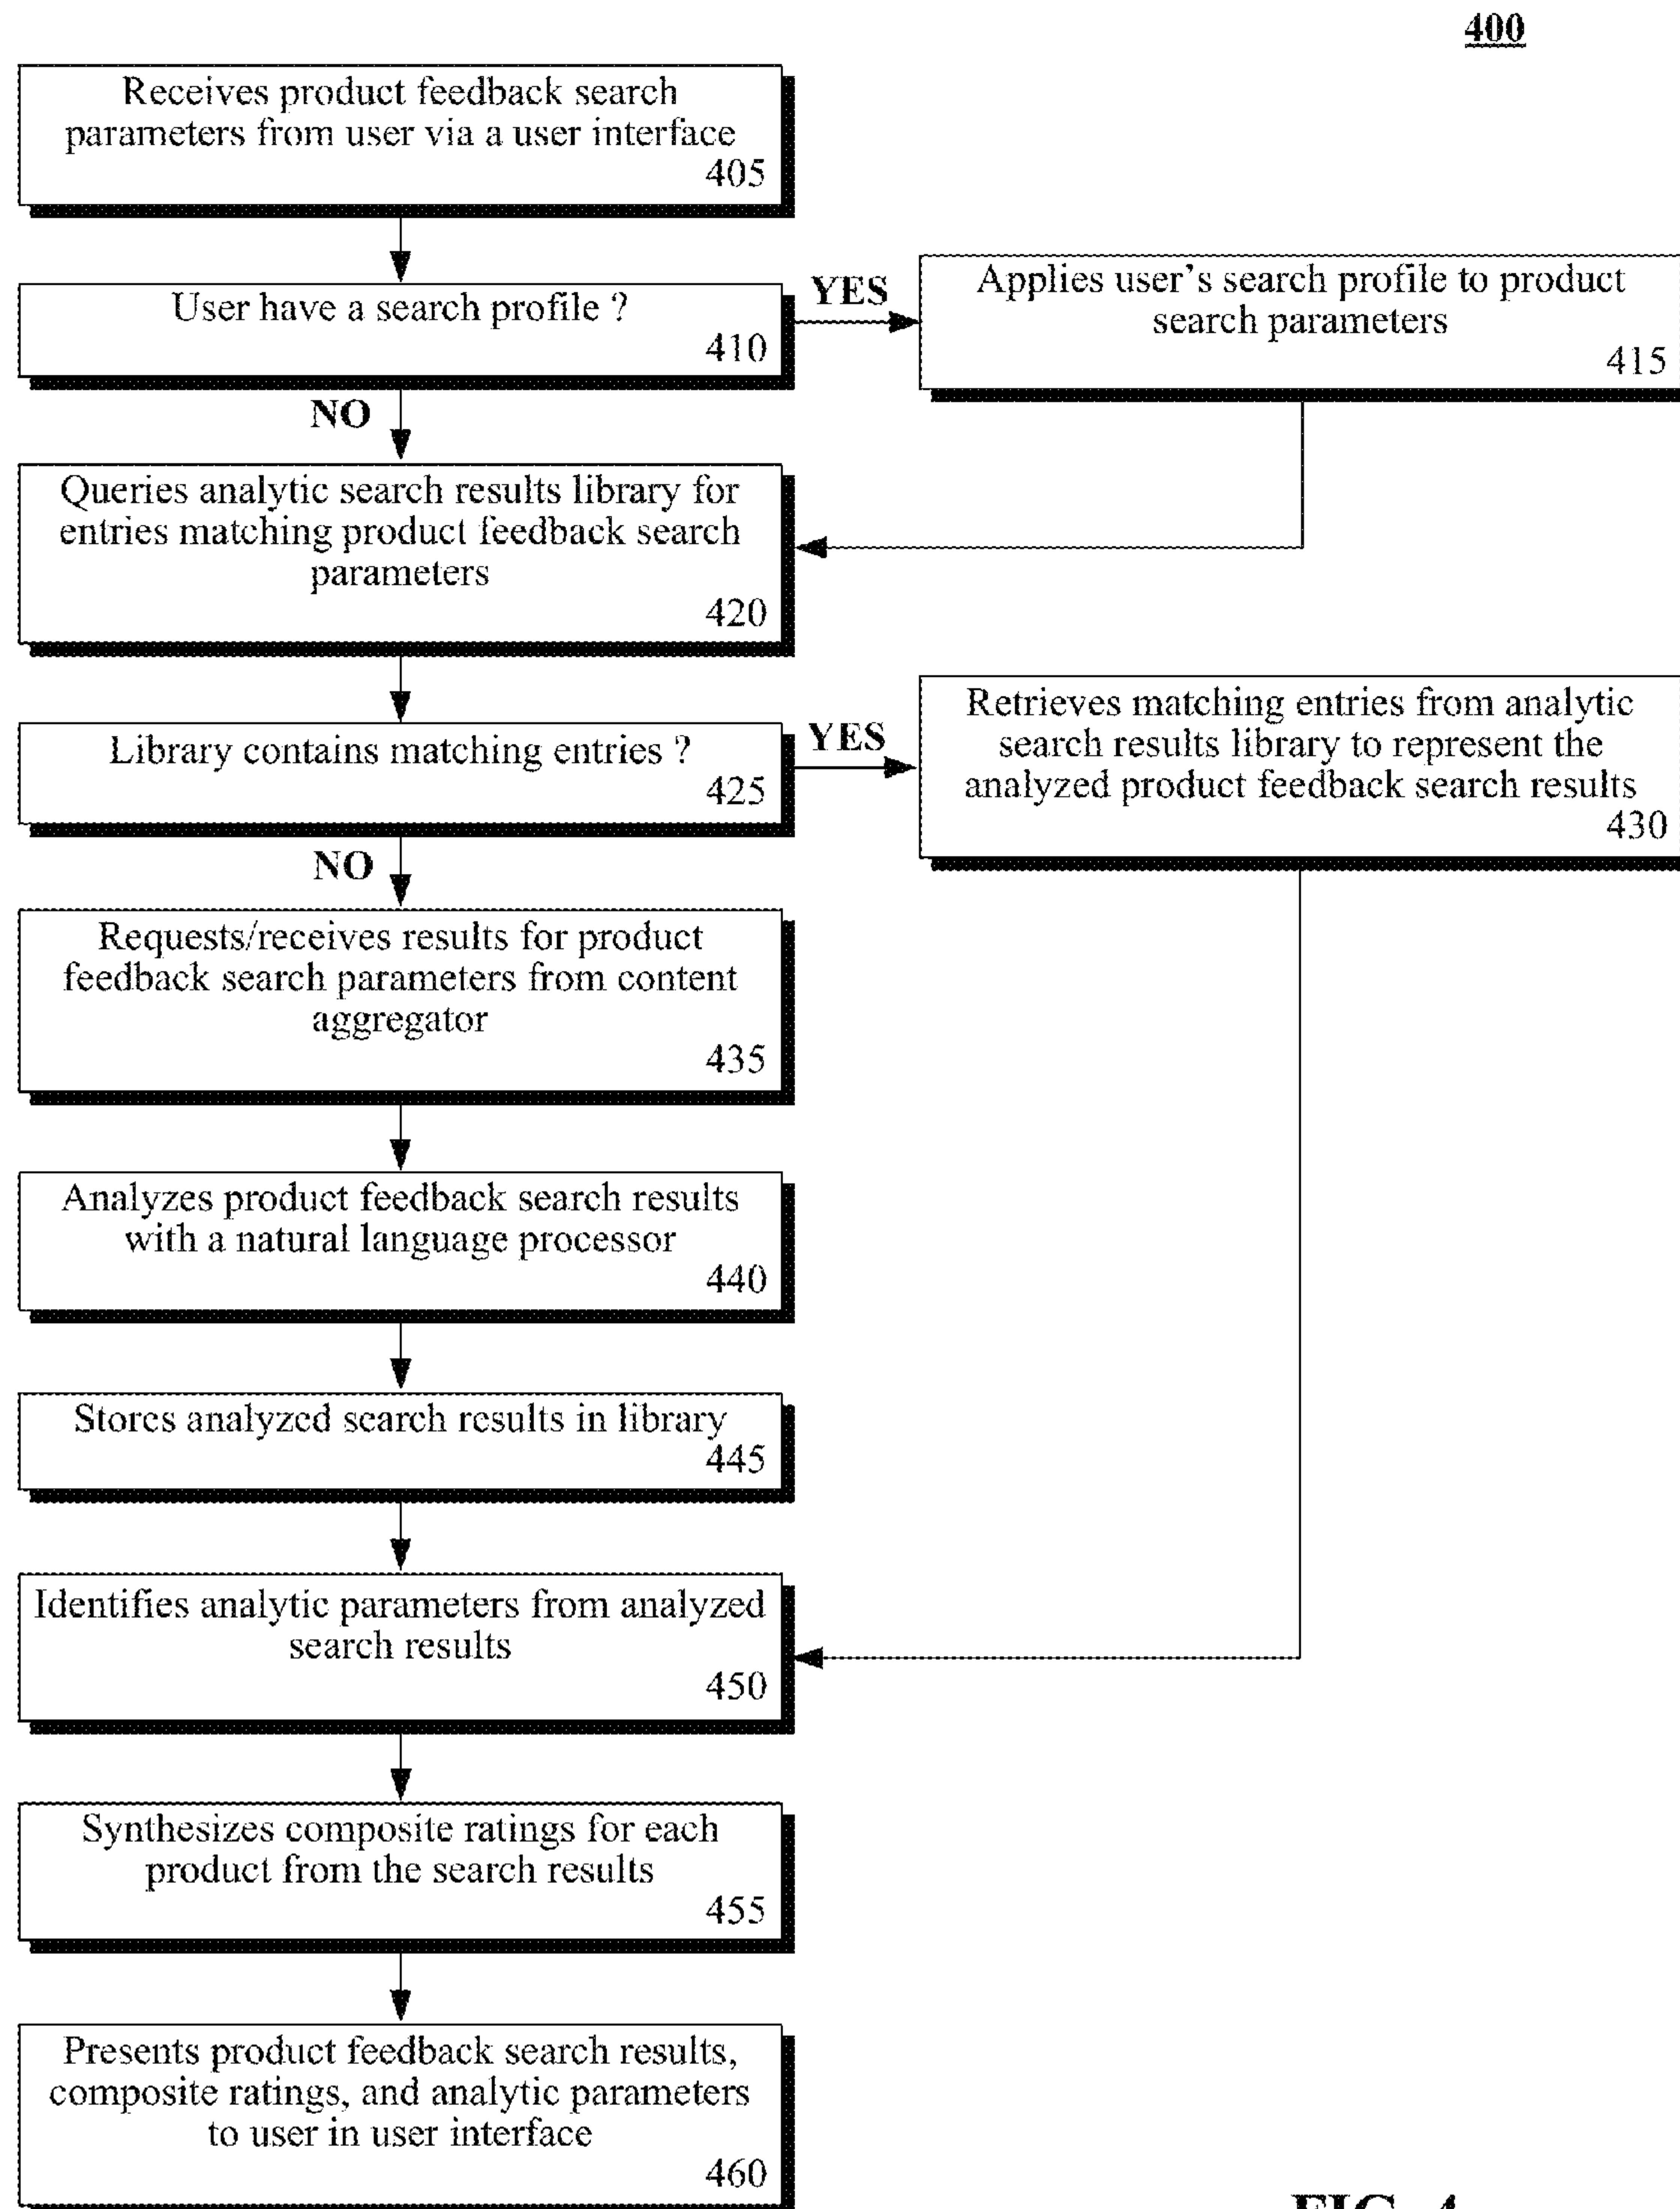 400
Receives product feedback search
parameters from user via a user interface
405
User have a search profile ?
410
YES
Applies user's search profile to product
search parameters
415
NO
Queries analytic search results library for
entries matching product feedback search
parameters
420
Library contains matching entries ?
425
YES
Retrieves matching entries from analytic
search results library to represent the
analyzed product feedback search results
430
NO
Requests/receives results for product
feedback search parameters from content
aggregator
435
Analyzes product feedback search results
with a natural language processor
440
Stores analyzed search results in library
445
Identifies analytic parameters from analyzed
search results
450
Synthesizes composite ratings for each
product from the search results
455
Presents product feedback search results,
composite ratings, and analytic parameters
to user in user interface
460
FIG. 4